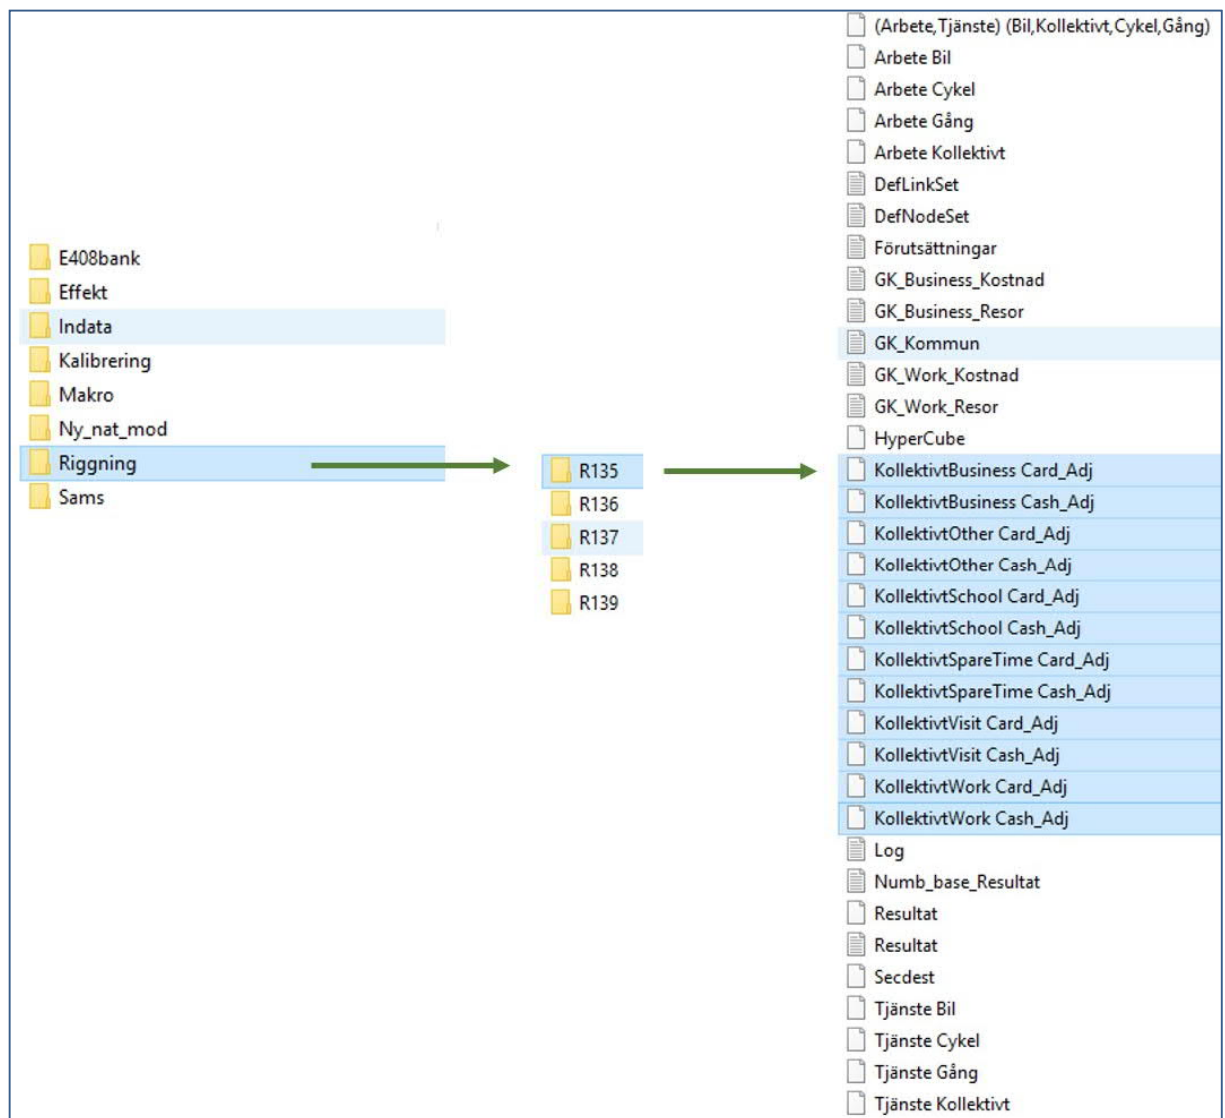 E408bank
Effekt
Indata
Kalibrering
Makro
Ny_nat_mod
Riggning
Sams
R135
R136
R137
R138
R139
(Arbete,Tjänste) (Bil,Kollektivt,Cykel,Gång)
Arbete Bil
Arbete Cykel
Arbete Gång
Arbete Kollektivt
DefLinkSet
DefNodeSet
Förutsättningar
GK_Business_Kostnad
GK_Business_Resor
GK_Kommun
GK_Work_Kostnad
GK_Work_Resor
HyperCube
KollektivtBusiness Card_Adj
KollektivtBusiness Cash_Adj
KollektivtOther Card_Adj
KollektivtOther Cash_Adj
KollektivtSchool Card_Adj
KollektivtSchool Cash_Adj
KollektivtSpareTime Card_Adj
KollektivtSpareTime Cash_Adj
KollektivtVisit Card_Adj
KollektivtVisit Cash_Adj
KollektivtWork Card_Adj
KollektivtWork Cash_Adj
Log
Numb_base_Resultat
Resultat
Resultat
Secdest
Tjänste Bil
Tjänste Cykel
Tjänste Gång
Tjänste Kollektivt